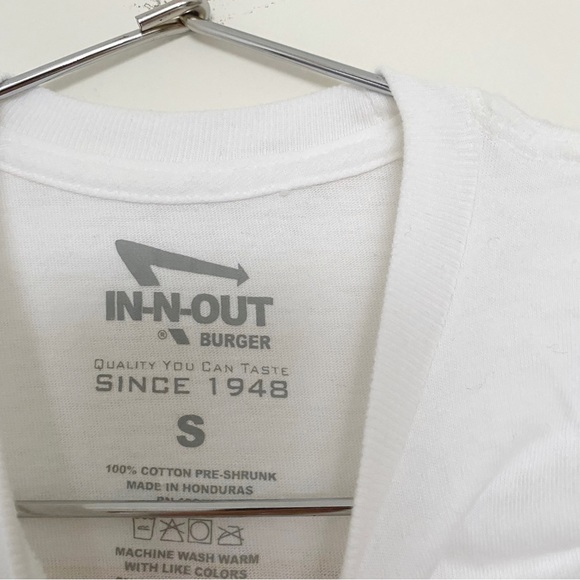 IN-N-OUT
® BURGER
QUALITY YOU CAN TASTE
SINCE 1948
S
100% COTTON PRE-SHRUNK
MADE IN HONDURAS
MACHINE WASH WARM
WITH LIKE COLORS